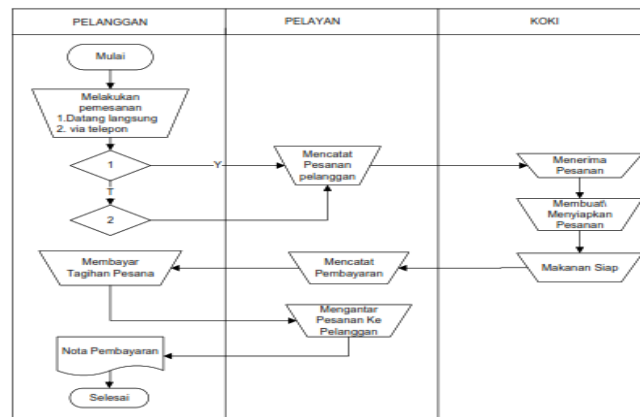 PELANGGAN
PELAYAN
KOKI
Mulai
Melakukan
pemesanan
1.Datang langsung
2. via telepon
1
Y
Mencatat
Pesanan
pelanggan
Menerima
Pesanan
T
2
Membuat\
Menyiapkan
Pesanan
Membayar
Tagihan Pesana
Mencatat
Pembayaran
Makanan Siap
Mengantar
Pesanan Ke
Pelanggan
Nota Pembayaran
Selesai